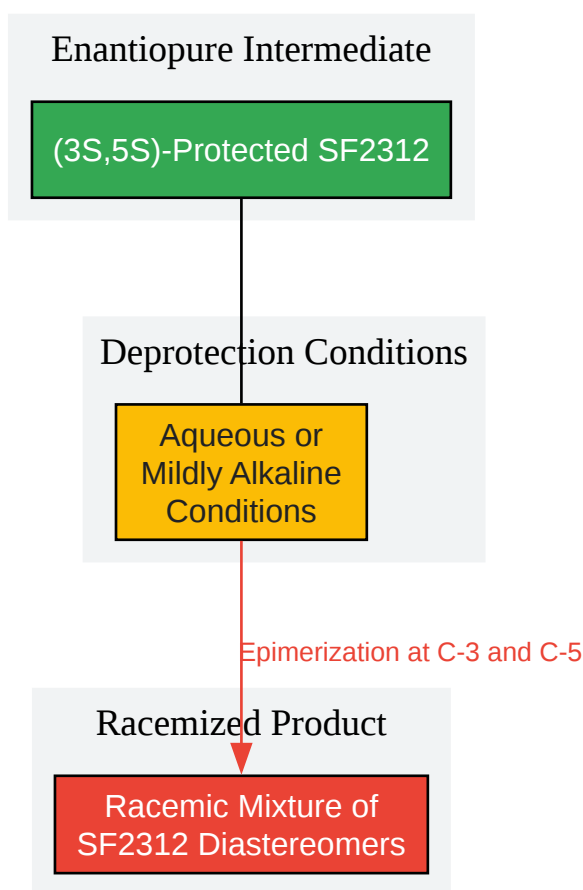 Enantiopure Intermediate
(3S,5S)-Protected SF2312
Deprotection Conditions
Aqueous or
Mildly Alkaline
Conditions
Epimerization at C-3 and C-5
Racemized Product
Racemic Mixture of
SF2312 Diastereomers